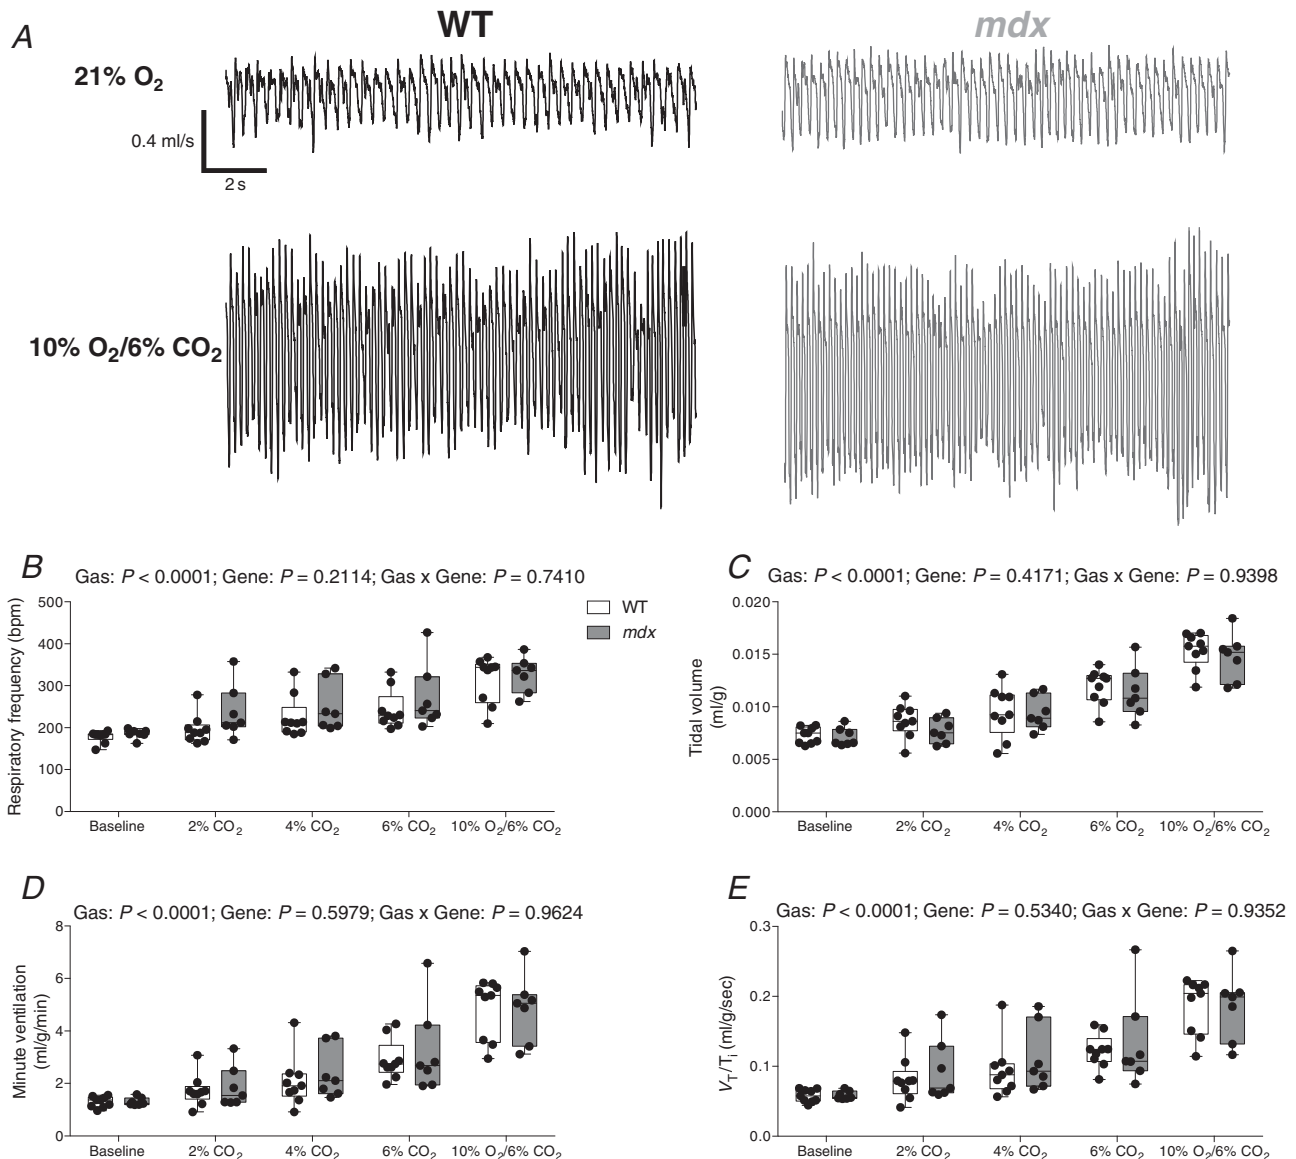 A
WT
mdx
21% O2
0.4 ml/s
2 s
10% O2/6% CO2
B
Gas: P < 0.0001; Gene: P = 0.2114; Gas x Gene: P = 0.7410
Respiratory frequency (bpm)
500
400
300
200
100
0
Baseline
2% CO2
4% CO2
6% CO2
10% O2/6% CO2
WT
mdx
C
Gas: P < 0.0001; Gene: P = 0.4171; Gas x Gene: P = 0.9398
Tidal volume
(ml/g)
0.020
0.015
0.010
0.005
0.000
Baseline
2% CO2
4% CO2
6% CO2
10% O2/6% CO2
D
Gas: P < 0.0001; Gene: P = 0.5979; Gas x Gene: P = 0.9624
Minute ventilation
(ml/g/min)
8
6
4
2
0
Baseline
2% CO2
4% CO2
6% CO2
10% O2/6% CO2
E
Gas: P < 0.0001; Gene: P = 0.5340; Gas x Gene: P = 0.9352
VT/Ti (ml/g/sec)
0.3
0.2
0.1
0.0
Baseline
2% CO2
4% CO2
6% CO2
10% O2/6% CO2